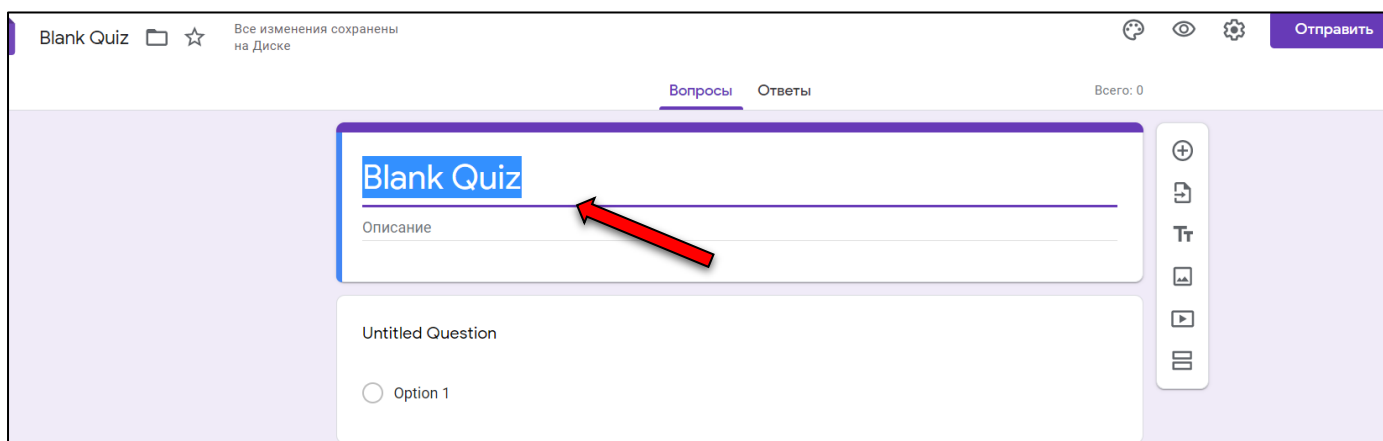 Blank Quiz
Все изменения сохранены
на Диске
Отправить
Вопросы
Ответы
Всего: 0
Blank Quiz
Описание
Untitled Question
Option 1